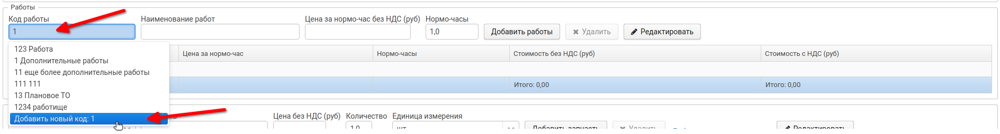 Работы
Код работы Наименование работ Цена за нормо-час без НДС (руб) Нормо-часы
1 1,0 Добавить работы Удалить Редактировать
123 Работа
Цена за нормо-час Нормо-часы Стоимость без НДС (руб) Стоимость с НДС (руб)
1 Дополнительные работы
11 еще более дополнительные работы
111 111
Итого: 0,00 Итого: 0,00
13 Плановое ТО
1234 работище
Добавить новый код: 1
Цена без НДС (руб) Количество Единица измерения
1,0 шт Добавить запчасть Удалить Редактировать